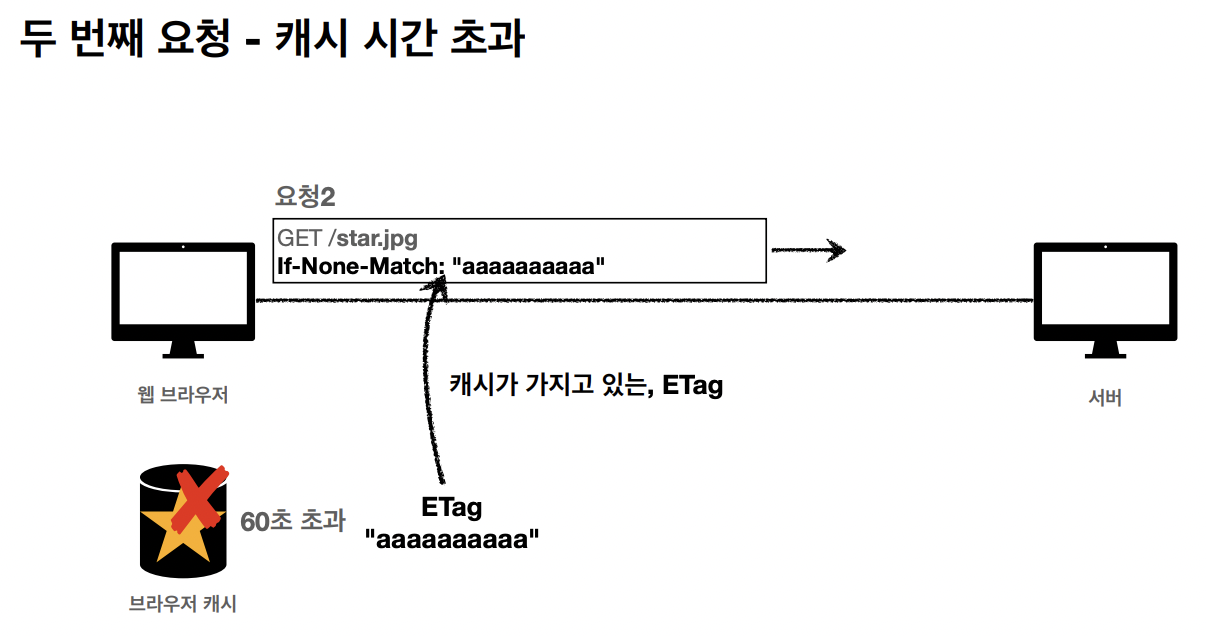 두 번째 요청 - 캐시 시간 초과
요청2
GET /star.jpg
If-None-Match: "aaaaaaaaaa"
캐시가 가지고 있는, ETag
웹 브라우저
서버
60초 초과
ETag
"aaaaaaaaaa"
브라우저 캐시